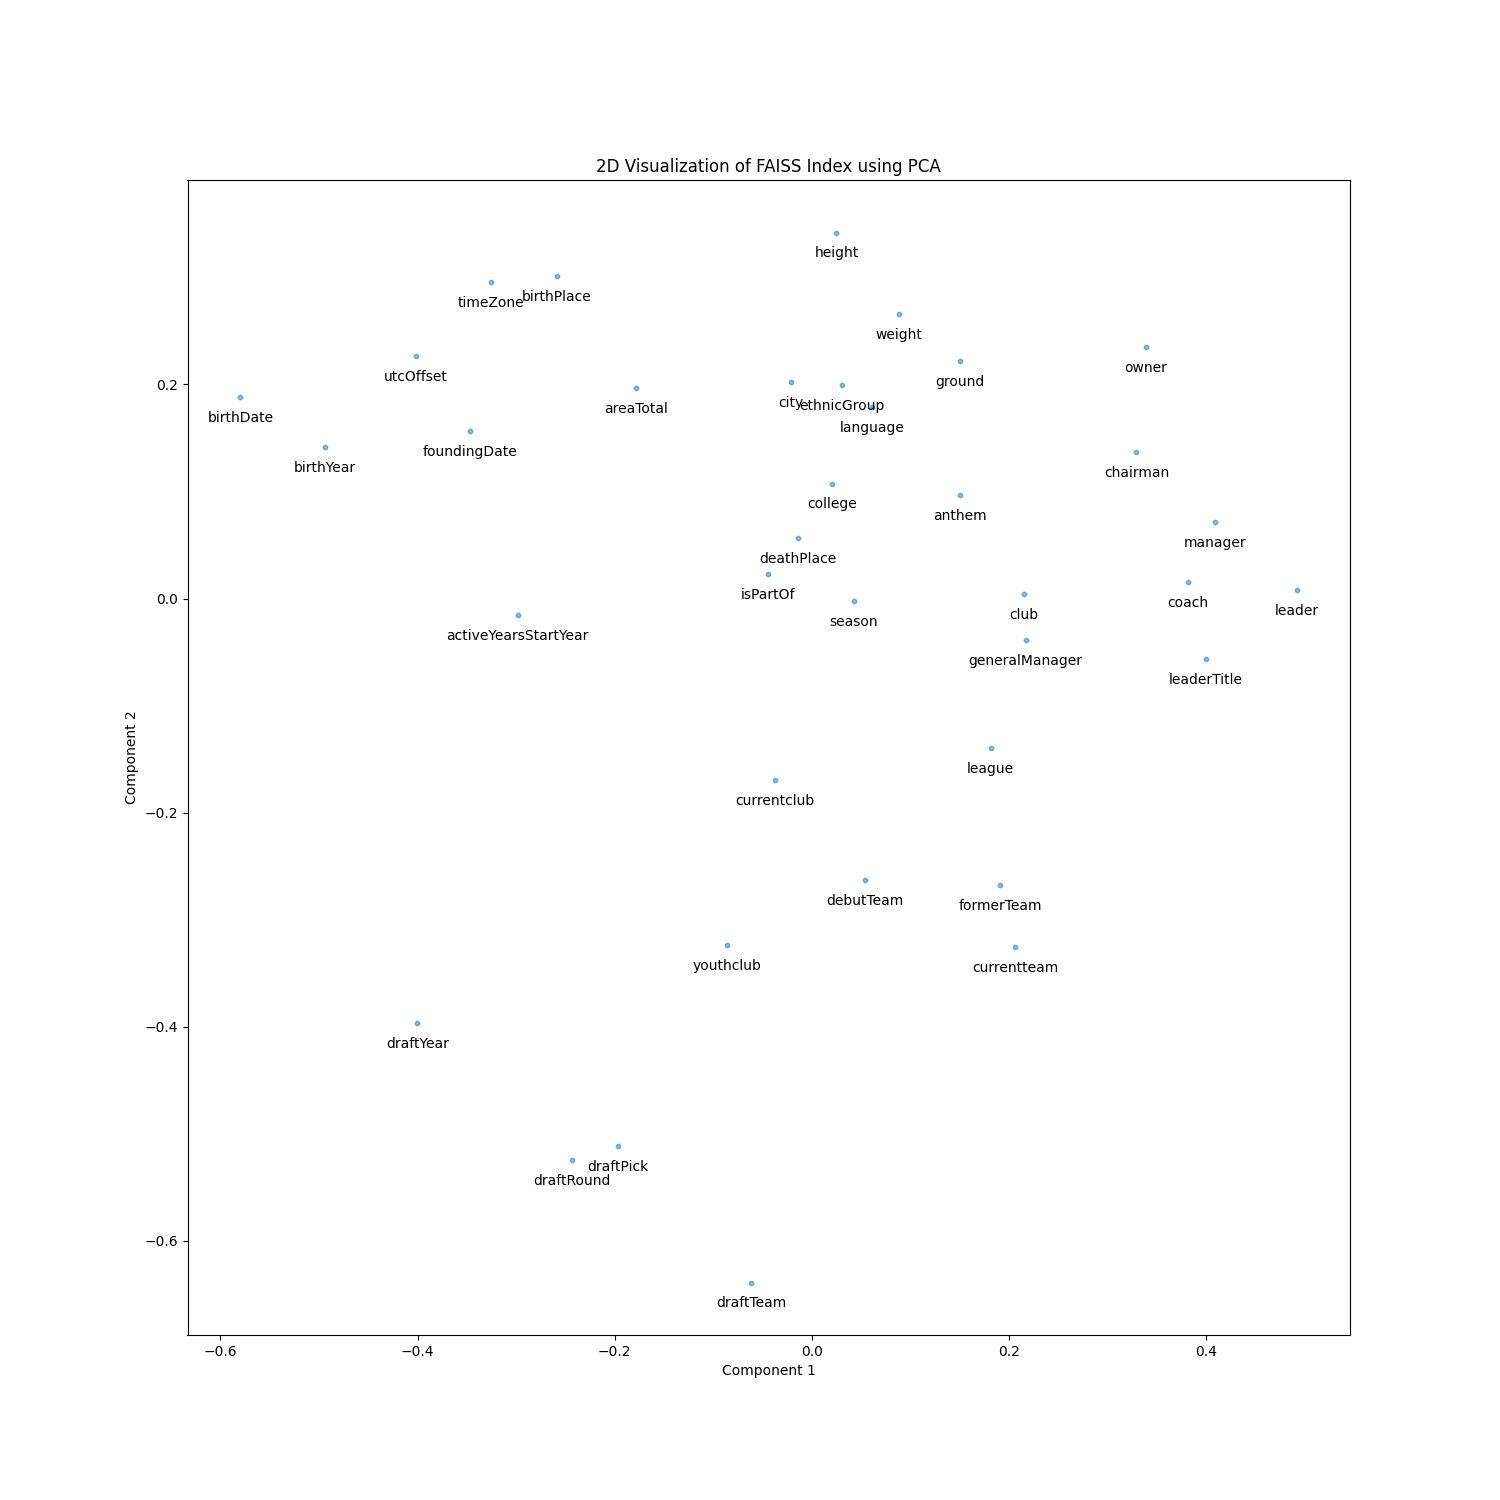 2D Visualization of FAISS Index using PCA
height
timeZone
birthPlace
weight
owner
utcOffset
ground
birthDate
areaTotal
city
ethnicGroup
language
foundingDate
birthYear
chairman
college
anthem
manager
deathPlace
isPartOf
coach
leader
season
club
activeYearsStartYear
generalManager
leaderTitle
league
currentclub
debutTeam
formerTeam
youthclub
currentteam
draftYear
draftPick
draftRound
draftTeam
0.2
0.0
−0.2
−0.4
−0.6
Component 2
−0.6
−0.4
−0.2
0.0
0.2
0.4
Component 1